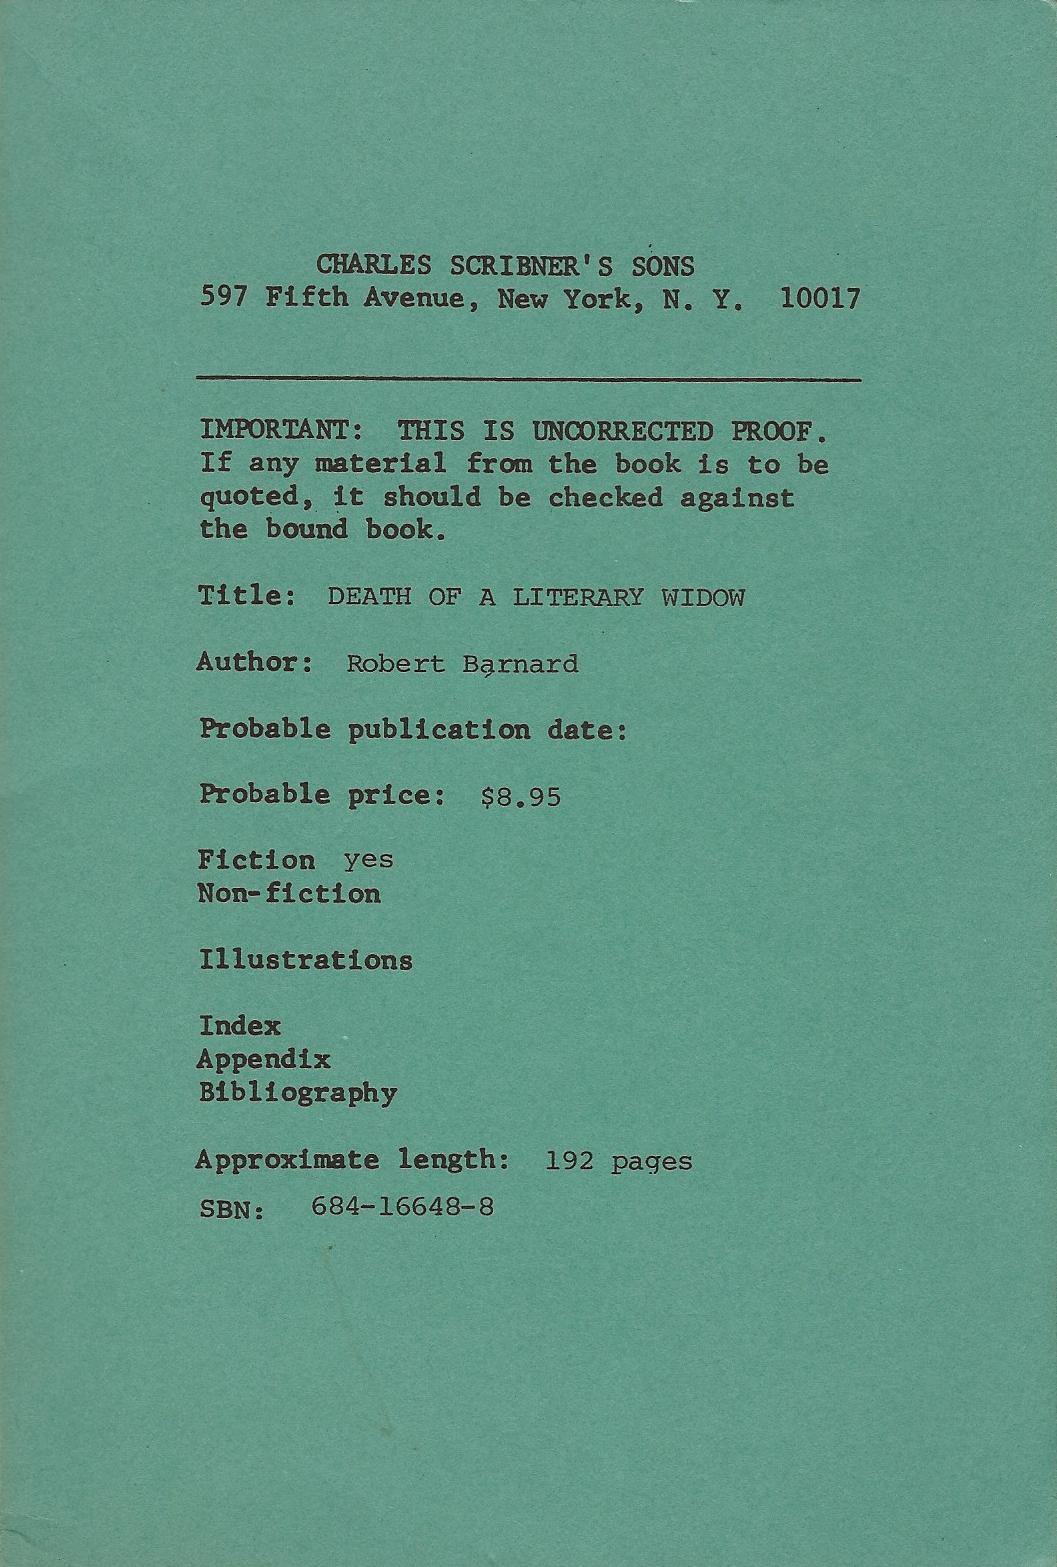 CHARLES SCRIBNER'S SONS
597 Fifth Avenue, New York, N. Y. 10017
IMPORTANT: THIS IS UNCORRECTED PROOF.
If any material from the book is to be
quoted, it should be checked against
the bound book.
Title: DEATH OF A LITERARY WIDOW
Author: Robert Barnard
Probable publication date:
Probable price: $8.95
Fiction yes
Non-fiction
Illustrations
Index
Appendix
Bibliography
Approximate length: 192 pages
SBN: 684-16648-8